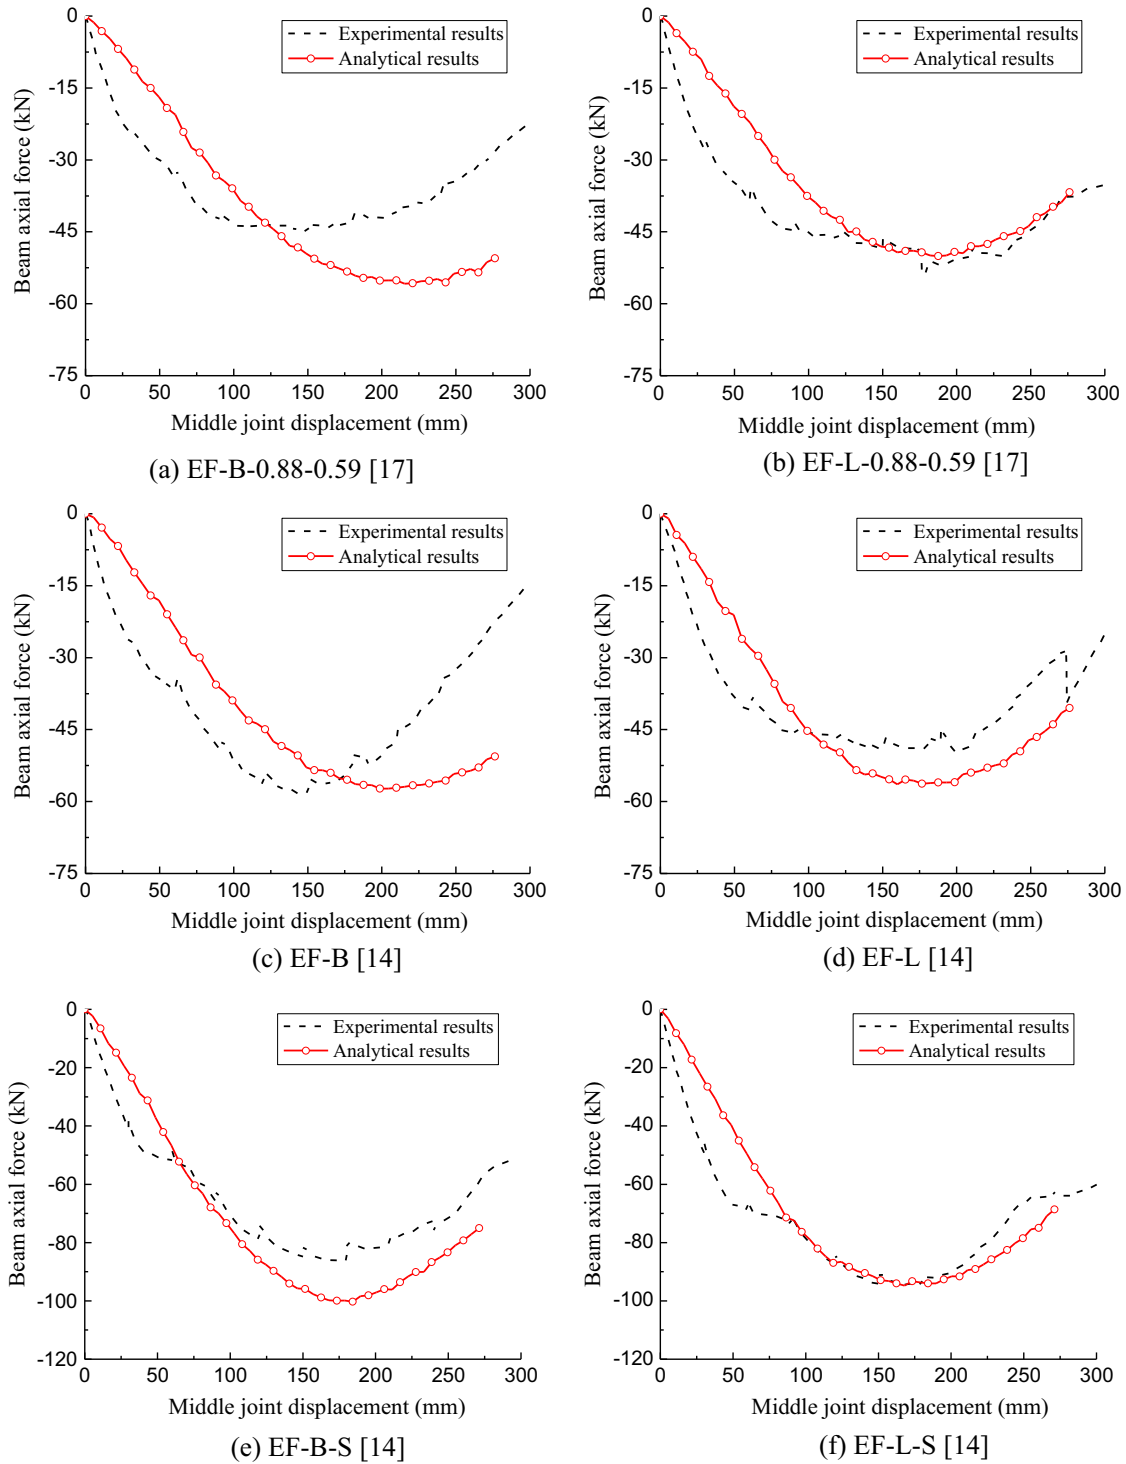 0
-15
-30
-45
-60
-75
Beam axial force (kN)
Experimental results
Analytical results
0 50 100 150 200 250 300
Middle joint displacement (mm)
(a) EF-B-0.88-0.59 [17]
0
-15
-30
-45
-60
-75
Beam axial force (kN)
Experimental results
Analytical results
0 50 100 150 200 250 300
Middle joint displacement (mm)
(b) EF-L-0.88-0.59 [17]
0
-15
-30
-45
-60
-75
Beam axial force (kN)
Experimental results
Analytical results
0 50 100 150 200 250 300
Middle joint displacement (mm)
(c) EF-B [14]
0
-15
-30
-45
-60
-75
Beam axial force (kN)
Experimental results
Analytical results
0 50 100 150 200 250 300
Middle joint displacement (mm)
(d) EF-L [14]
0
-20
-40
-60
-80
-100
-120
Beam axial force (kN)
Experimental results
Analytical results
0 50 100 150 200 250 300
Middle joint displacement (mm)
(e) EF-B-S [14]
0
-20
-40
-60
-80
-100
-120
Beam axial force (kN)
Experimental results
Analytical results
0 50 100 150 200 250 300
Middle joint displacement (mm)
(f) EF-L-S [14]